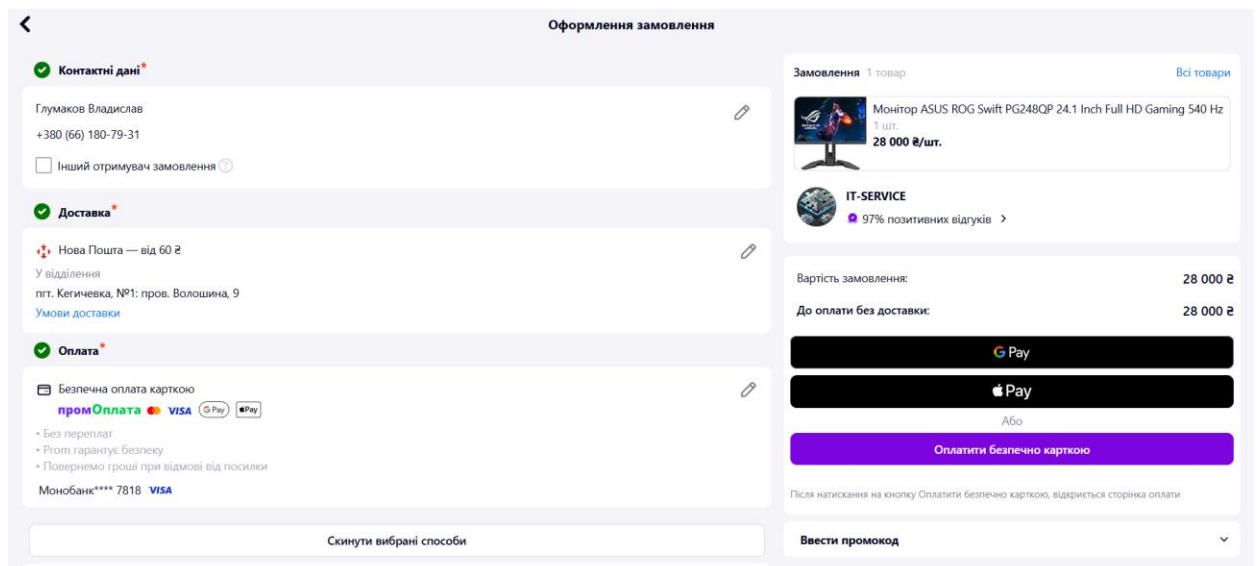 Оформлення замовлення
Контактні дані*
Глумаков Владислав
+380 (66) 180-79-31
Інший отримувач замовлення ?
Доставка*
Нова Пошта — від 60 ₴
У відділення
пгт. Кегичевка, №1: пров. Волошина, 9
Умови доставки
Оплата*
Безпечна оплата карткою
промОплата VISA G Pay Pay
• Без переплат
• Prom гарантує безпеку
• Повернемо гроші при відмові від посилки
Монобанк**** 7818 VISA
Скинути вибрані способи
Замовлення 1 товар
Всі товари
Монітор ASUS ROG Swift PG248QP 24.1 Inch Full HD Gaming 540 Hz
1 шт.
28 000 ₴/шт.
IT-SERVICE
97% позитивних відгуків
Вартість замовлення: 28 000 ₴
До оплати без доставки: 28 000 ₴
G Pay
Pay
Або
Оплатити безпечно карткою
Після натискання на кнопку Оплатити безпечно карткою, відкриється сторінка оплати
Ввести промокод